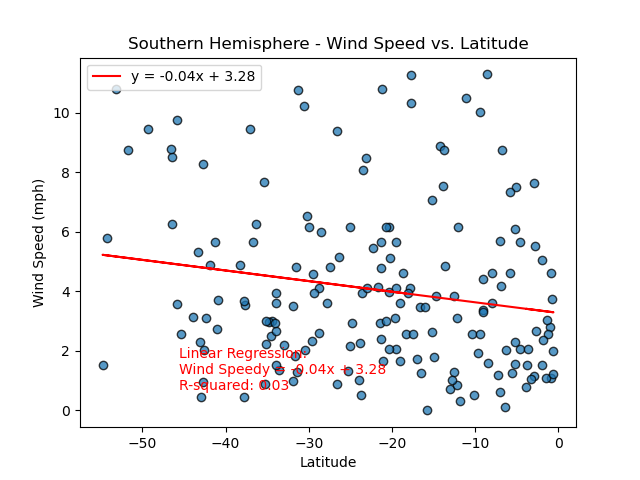 Southern Hemisphere - Wind Speed vs. Latitude
y = -0.04x + 3.28
10
8
6
4
2
0
Wind Speed (mph)
Linear Regression:
Wind Speedy = -0.04x + 3.28
R-squared: 0.03
−50
−40
−30
−20
−10
0
Latitude